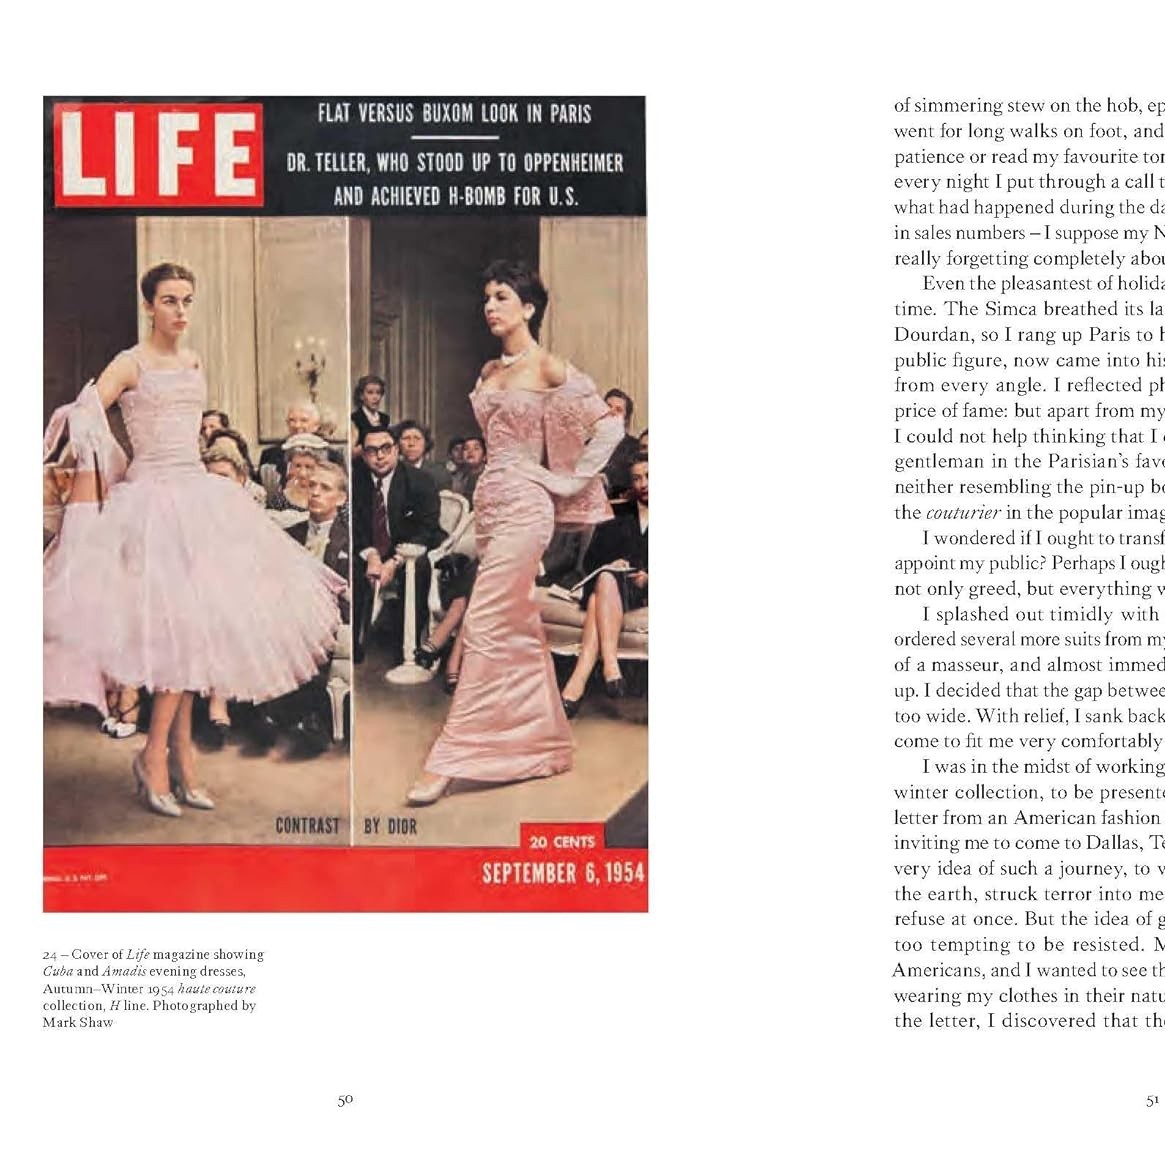 LIFE
FLAT VERSUS BUXOM LOOK IN PARIS
DR. TELLER, WHO STOOD UP TO OPPENHEIMER
AND ACHIEVED H-BOMB FOR U.S.
CONTRAST BY DIOR
20 CENTS
SEPTEMBER 6, 1954
24 – Cover of Life magazine showing
Cuba and Amadis evening dresses,
Autumn–Winter 1954 haute couture
collection, H line. Photographed by
Mark Shaw
50
of simmering stew on the hob, ep
went for long walks on foot, and
patience or read my favourite tor
every night I put through a call t
what had happened during the da
in sales numbers – I suppose my N
really forgetting completely abou
Even the pleasantest of holida
time. The Simca breathed its la
Dourdan, so I rang up Paris to h
public figure, now came into his
from every angle. I reflected ph
price of fame: but apart from my
I could not help thinking that I
gentleman in the Parisian's favo
neither resembling the pin-up bo
the couturier in the popular imag
I wondered if I ought to transf
appoint my public? Perhaps I ough
not only greed, but everything w
I splashed out timidly with
ordered several more suits from my
of a masseur, and almost immed
up. I decided that the gap betwee
too wide. With relief, I sank back
come to fit me very comfortably
I was in the midst of working
winter collection, to be presente
letter from an American fashion
inviting me to come to Dallas, Te
very idea of such a journey, to v
the earth, struck terror into me
refuse at once. But the idea of g
too tempting to be resisted. M
Americans, and I wanted to see th
wearing my clothes in their natu
the letter, I discovered that the
51